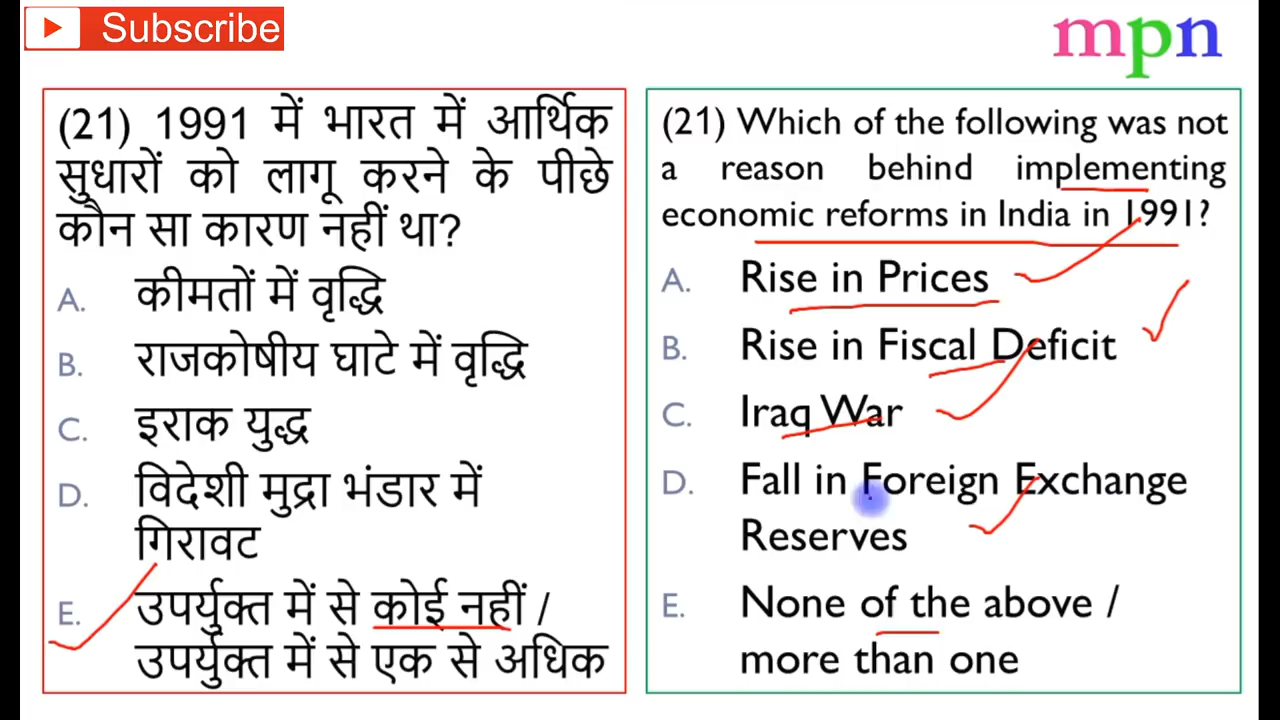 Subscribe
mpn
(21) 1991 में भारत में आर्थिक
सुधारों को लागू करने के पीछे
कौन सा कारण नहीं था?
A. कीमतों में वृद्धि
B. राजकोषीय घाटे में वृद्धि
C. इराक युद्ध
D. विदेशी मुद्रा भंडार में
गिरावट
E. उपर्युक्त में से कोई नहीं /
उपर्युक्त में से एक से अधिक
(21) Which of the following was not
a reason behind implementing
economic reforms in India in 1991?
A. Rise in Prices
B. Rise in Fiscal Deficit
C. Iraq War
D. Fall in Foreign Exchange
Reserves
E. None of the above /
more than one